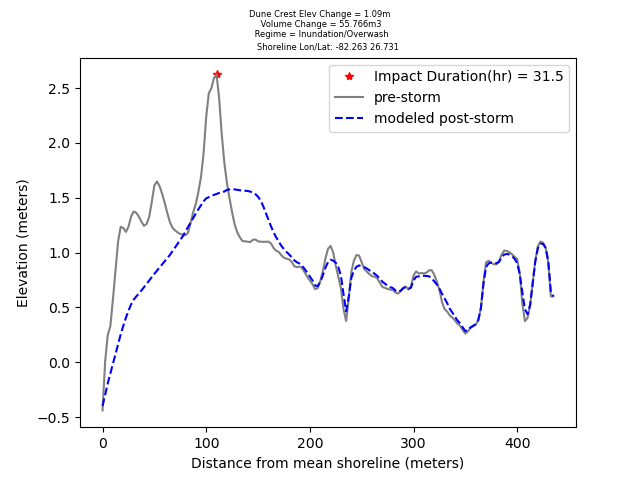 Dune Crest Elev Change = 1.09m
Volume Change = 55.766m3
Regime = Inundation/Overwash
Shoreline Lon/Lat: -82.263 26.731
Impact Duration(hr) = 31.5
pre-storm
modeled post-storm
2.5
2.0
1.5
1.0
0.5
0.0
−0.5
Elevation (meters)
0 100 200 300 400
Distance from mean shoreline (meters)